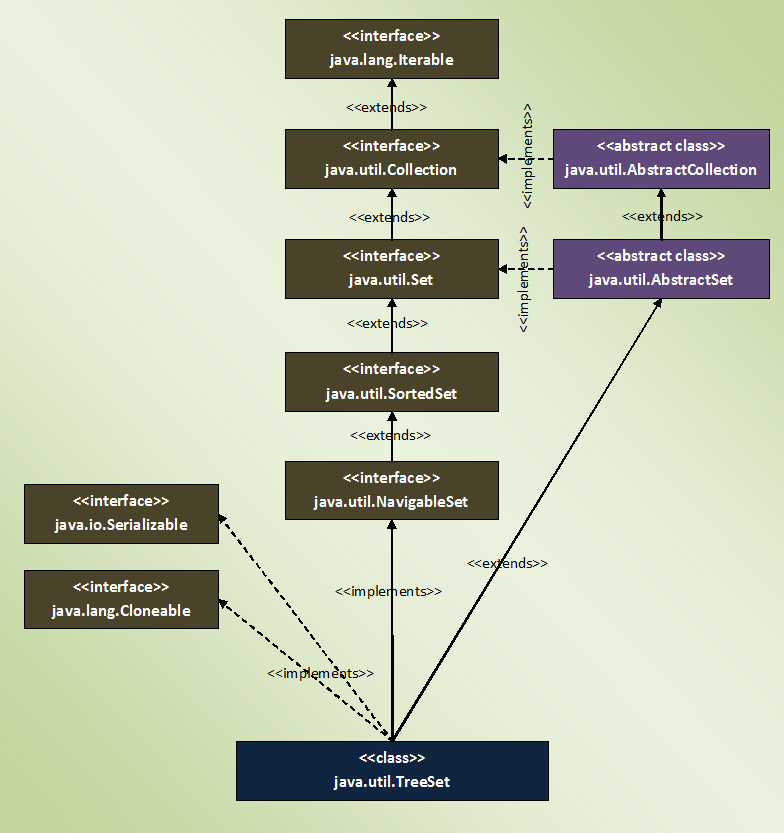 <<interface>>
java.lang.Iterable
<<extends>>
<<interface>>
java.util.Collection
<<implements>>
<<abstract class>>
java.util.AbstractCollection
<<extends>>
<<extends>>
<<interface>>
java.util.Set
<<implements>>
<<abstract class>>
java.util.AbstractSet
<<extends>>
<<interface>>
java.util.SortedSet
<<extends>>
<<interface>>
java.util.NavigableSet
<<interface>>
java.io.Serializable
<<extends>>
<<interface>>
java.lang.Cloneable
<<implements>>
<<implements>>
<<class>>
java.util.TreeSet